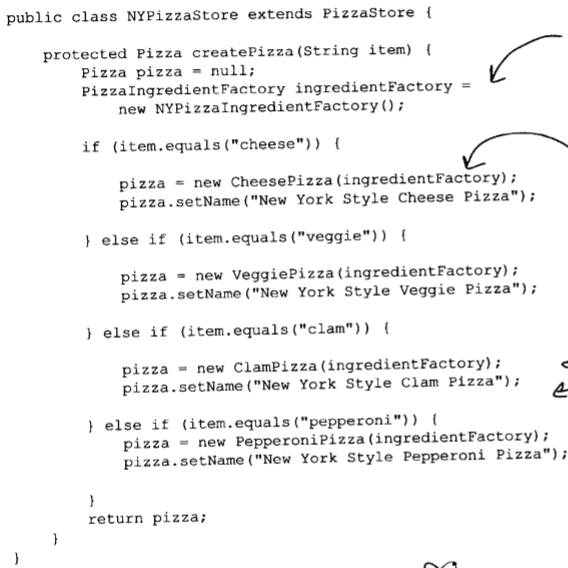 public class NYPizzaStore extends PizzaStore {
protected Pizza createPizza(String item) {
Pizza pizza = null;
PizzaIngredientFactory ingredientFactory =
new NYPizzaIngredientFactory();
if (item.equals("cheese")) {
pizza = new CheesePizza(ingredientFactory);
pizza.setName("New York Style Cheese Pizza");
} else if (item.equals("veggie")) {
pizza = new VeggiePizza(ingredientFactory);
pizza.setName("New York Style Veggie Pizza");
} else if (item.equals("clam")) {
pizza = new ClamPizza(ingredientFactory);
pizza.setName("New York Style Clam Pizza");
} else if (item.equals("pepperoni")) {
pizza = new PepperoniPizza(ingredientFactory);
pizza.setName("New York Style Pepperoni Pizza");
}
return pizza;
}
}